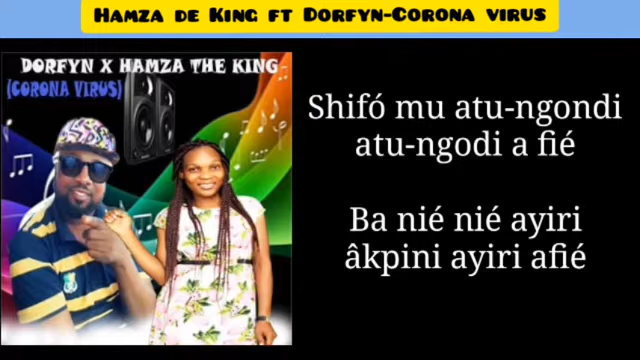 Hamza de King ft Dorfyn-Corona virus
DORFYN X HAMZA THE KING
(CORONA VIRUS)
Shifó mu atu-ngondi
atu-ngodi a fié
Ba nié nié ayiri
âkpini ayiri afié